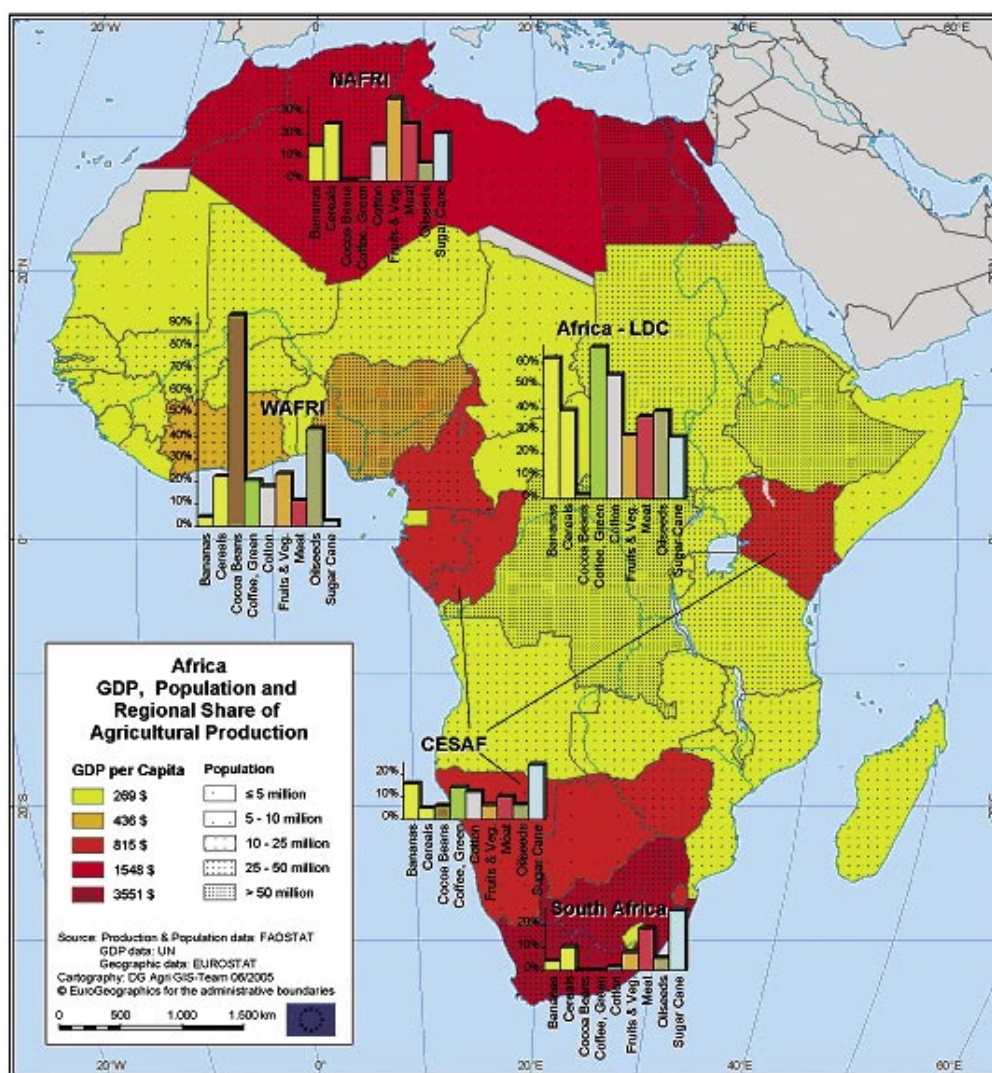 20°W
0°
20°E
40°E
60°E
NAFRI
30%
20%
10%
0%
Bananas
Cereals
Cocoa Beans
Coffee, Green
Cotton
Fruits & Veg.
Meat
Oilseeds
Sugar Cane
20°N
WAFRI
90%
80%
70%
60%
50%
40%
30%
20%
10%
0%
Bananas
Cereals
Cocoa Beans
Coffee, Green
Cotton
Fruits & Veg.
Meat
Oilseeds
Sugar Cane
Africa - LDC
60%
50%
40%
30%
20%
10%
0%
Bananas
Cereals
Cocoa Beans
Coffee, Green
Cotton
Fruits & Veg.
Meat
Oilseeds
Sugar Cane
0°
0°
CESAF
20%
10%
0%
Bananas
Cereals
Cocoa Beans
Coffee, Green
Cotton
Fruits & Veg.
Meat
Oilseeds
Sugar Cane
20°S
South Africa
20%
10%
0%
Bananas
Cereals
Cocoa Beans
Coffee, Green
Cotton
Fruits & Veg.
Meat
Oilseeds
Sugar Cane
Africa
GDP, Population and
Regional Share of
Agricultural Production
GDP per Capita
269 $
436 $
815 $
1548 $
3551 $
Population
≤ 5 million
5 - 10 million
10 - 25 million
25 - 50 million
> 50 million
Source: Production & Population data: FAOSTAT
GDP data: UN
Geographic data: EUROSTAT
Cartography: DG Agri GIS-Team 06/2005
© EuroGeographics for the administrative boundaries
0 500 1.000 1.500 km
20°W
0°
20°E
40°E
60°E